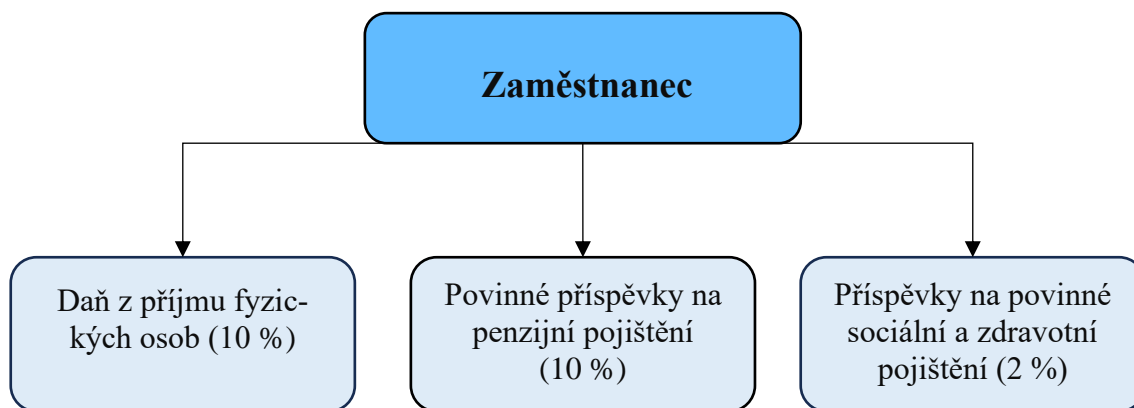 Zaměstnanec
Daň z příjmu fyzic-
kých osob (10 %)
Povinné příspěvky na
penzijní pojištění
(10 %)
Příspěvky na povinné
sociální a zdravotní
pojištění (2 %)